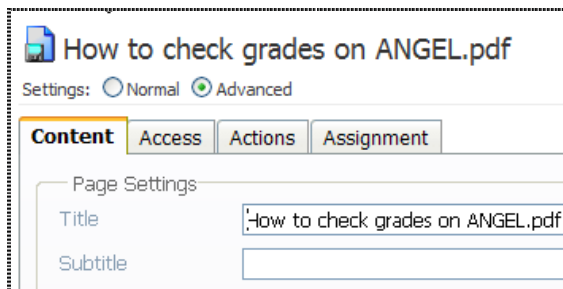 How to check grades on ANGEL.pdf
Settings: Normal Advanced
Content Access Actions Assignment
Page Settings
Title How to check grades on ANGEL.pdf
Subtitle